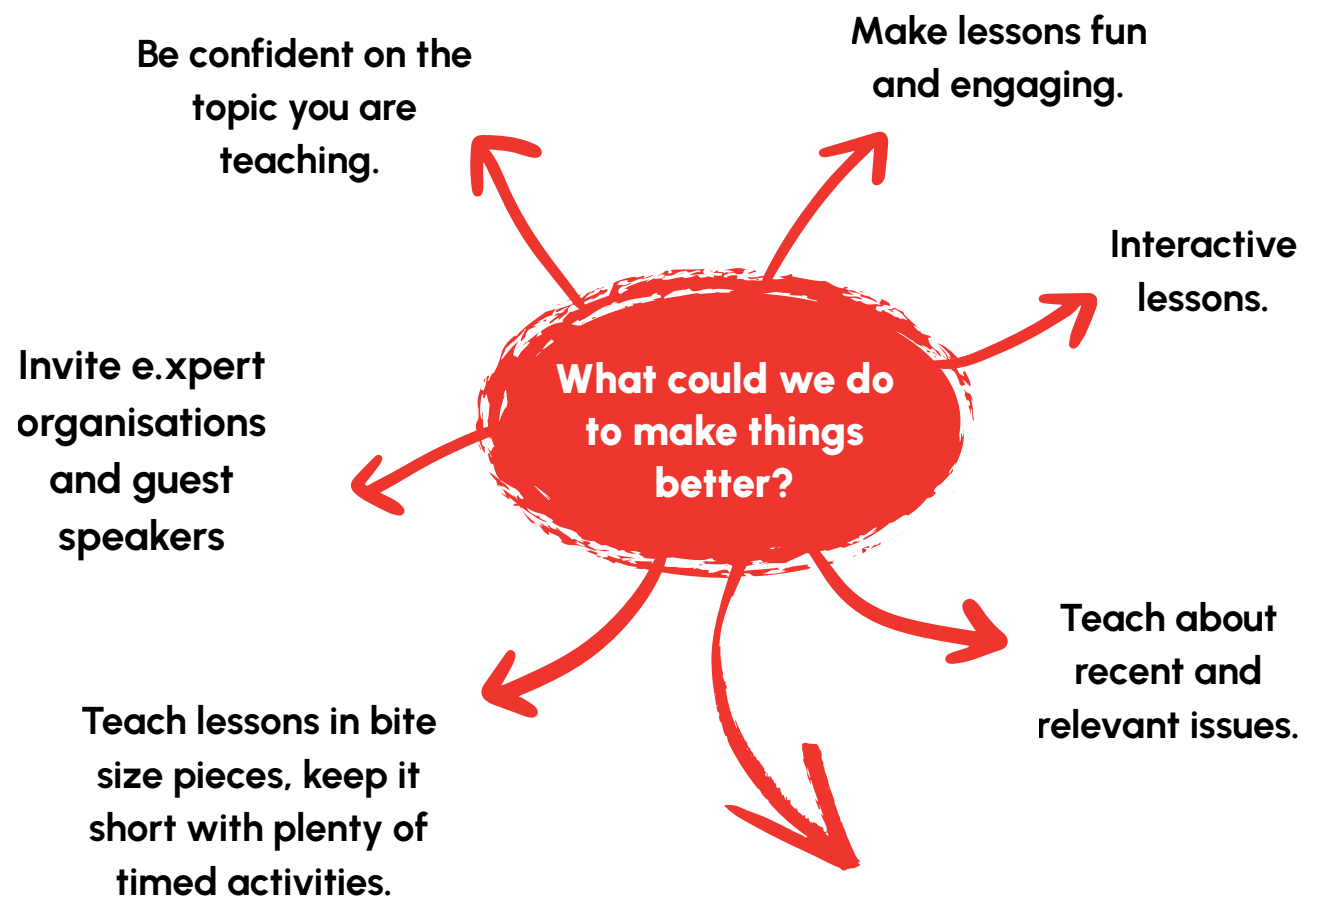 Be confident on the
topic you are
teaching.
Make lessons fun
and engaging.
Interactive
lessons.
Invite e.xpert
organisations
and guest
speakers
What could we do
to make things
better?
Teach about
recent and
relevant issues.
Teach lessons in bite
size pieces, keep it
short with plenty of
timed activities.